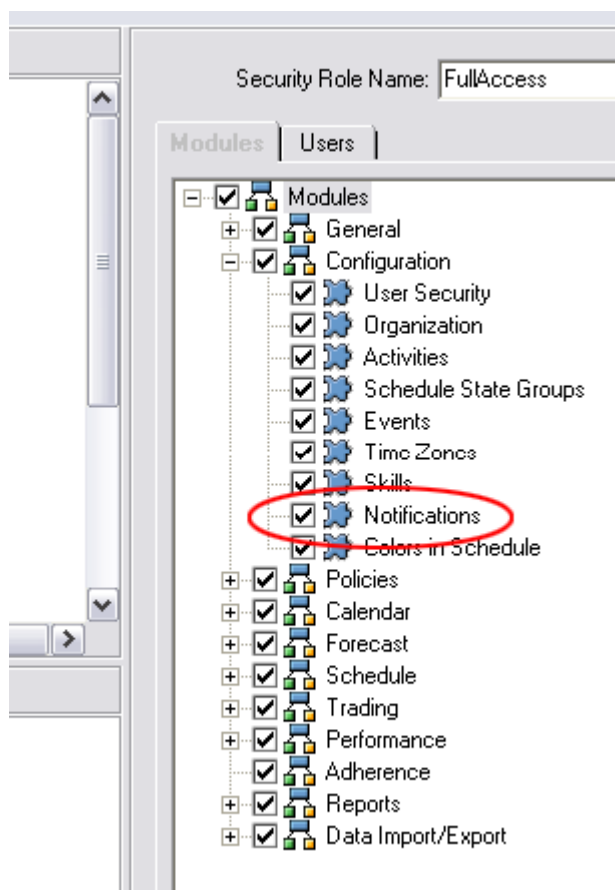 Security Role Name: FullAccess
Modules Users
Modules
General
Configuration
User Security
Organization
Activities
Schedule State Groups
Events
Time Zones
Skills
Notifications
Colors in Schedule
Policies
Calendar
Forecast
Schedule
Trading
Performance
Adherence
Reports
Data Import/Export